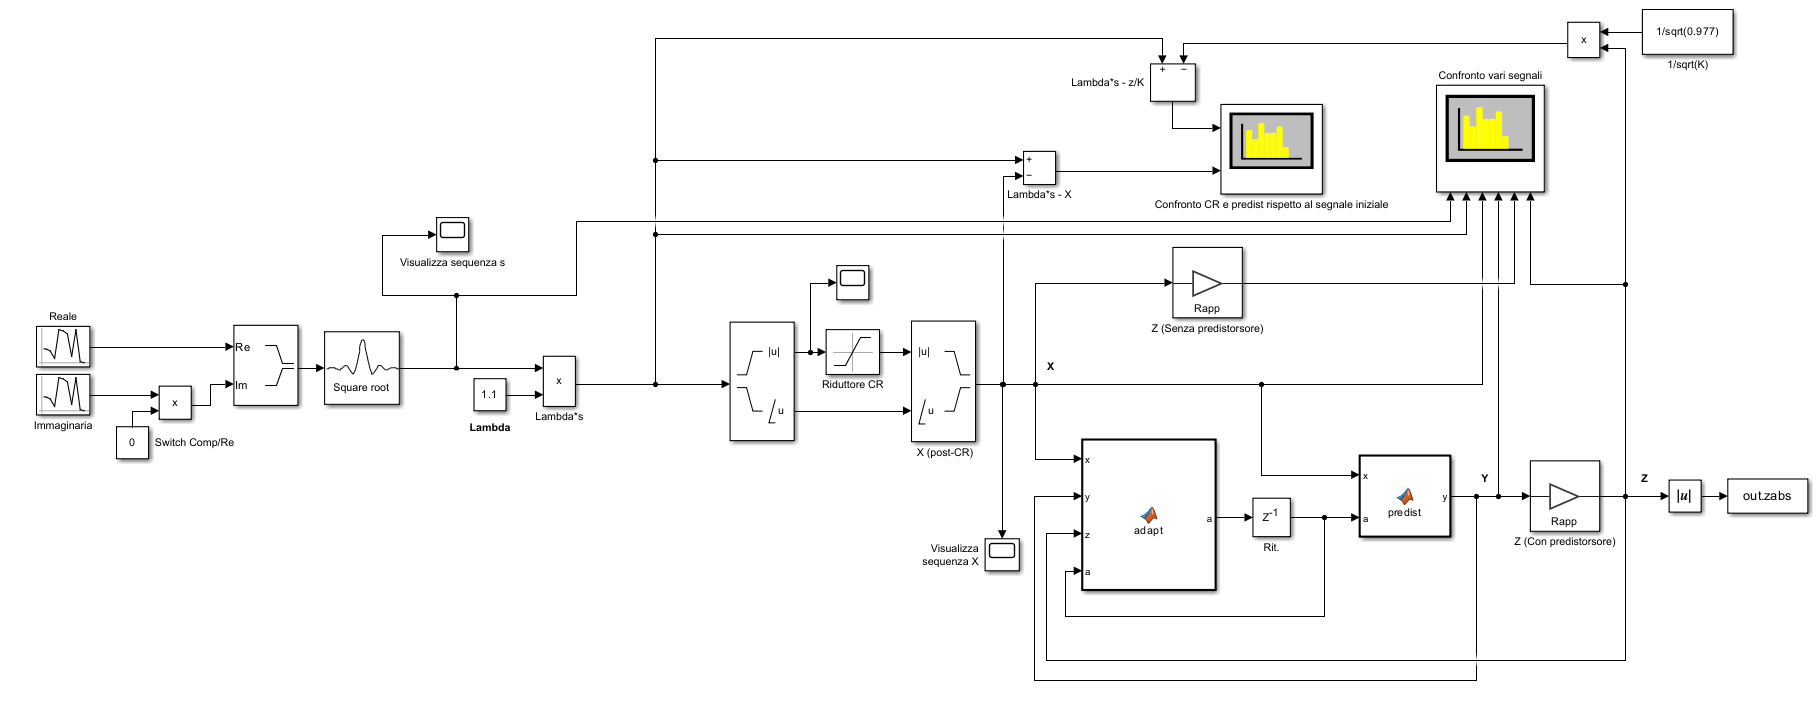 1/sqrt(0.977)
x
1/sqrt(K)
+ −
Lambda*s - z/K
Confronto vari segnali
+
−
Lambda*s - X
Confronto CR e predist rispetto al segnale iniziale
Visualizza sequenza s
Rapp
Z (Senza predistorsore)
Reale
Re
Im
Immaginaria
x
0
Switch Comp/Re
Square root
1.1
Lambda
x
Lambda*s
|u|
∠u
Riduttore CR
|u|
∠u
X (post-CR)
X
x
y
z
a
adapt
a
Z-1
Rit.
x
a
predist
y
Y
Rapp
Z (Con predistorsore)
Z
|u|
out.zabs
Visualizza
sequenza X